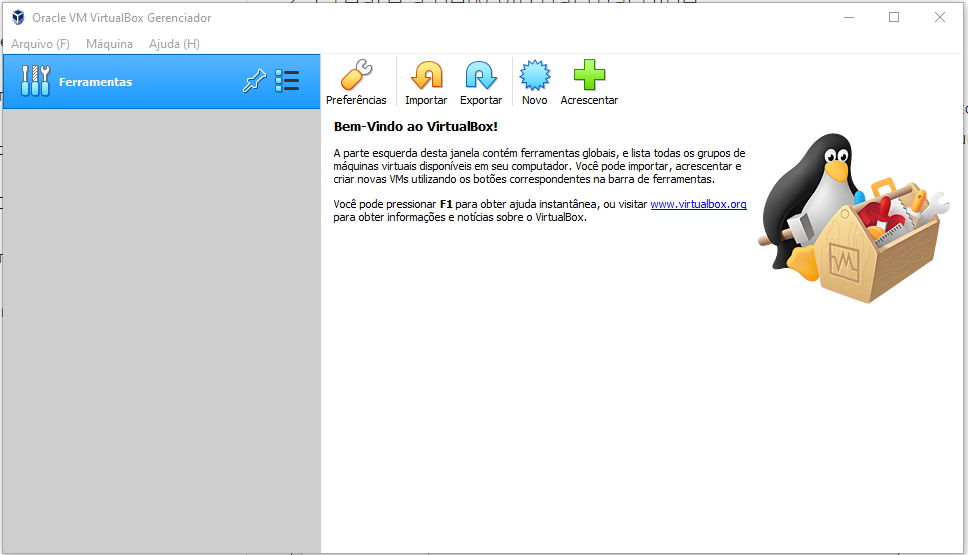 Oracle VM VirtualBox Gerenciador
Arquivo (F) Máquina Ajuda (H)
Ferramentas
Preferências Importar Exportar Novo Acrescentar
Bem-Vindo ao VirtualBox!
A parte esquerda desta janela contém ferramentas globais, e lista todas os grupos de
máquinas virtuais disponíveis em seu computador. Você pode importar, acrescentar e
criar novas VMs utilizando os botões correspondentes na barra de ferramentas.
Você pode pressionar F1 para obter ajuda instantânea, ou visitar www.virtualbox.org
para obter informações e notícias sobre o VirtualBox.